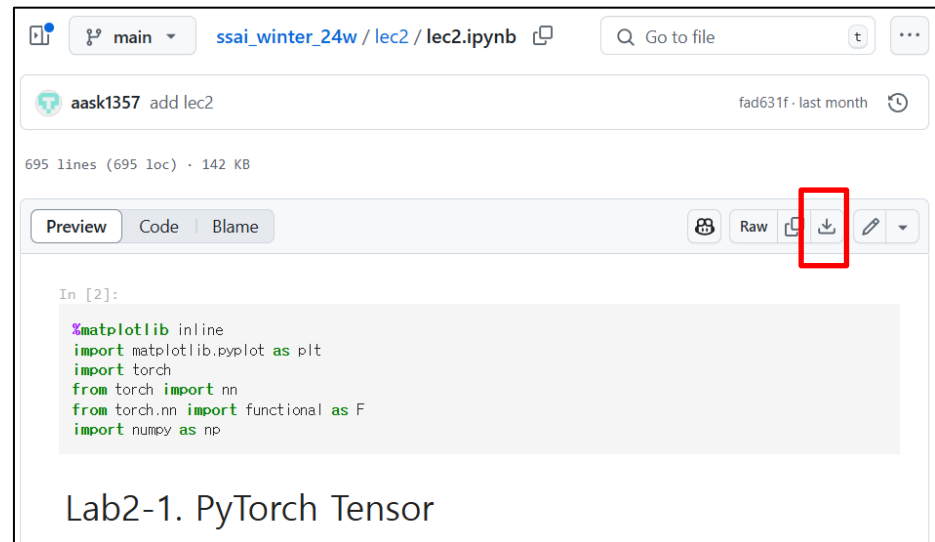 main ssai_winter_24w / lec2 / lec2.ipynb Go to file t
aask1357 add lec2 fad631f · last month
695 lines (695 loc) · 142 KB
Preview Code Blame Raw
In [2]:
%matplotlib inline
import matplotlib.pyplot as plt
import torch
from torch import nn
from torch.nn import functional as F
import numpy as np
Lab2-1. PyTorch Tensor